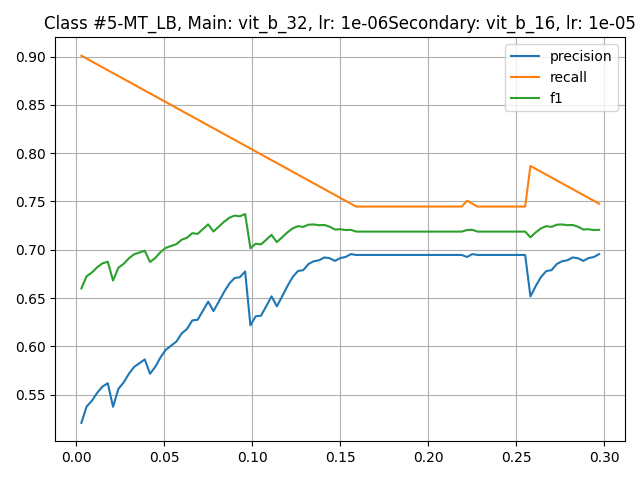 Class #5-MT_LB, Main: vit_b_32, lr: 1e-06Secondary: vit_b_16, lr: 1e-05
precision
recall
f1
0.90
0.85
0.80
0.75
0.70
0.65
0.60
0.55
0.00 0.05 0.10 0.15 0.20 0.25 0.30